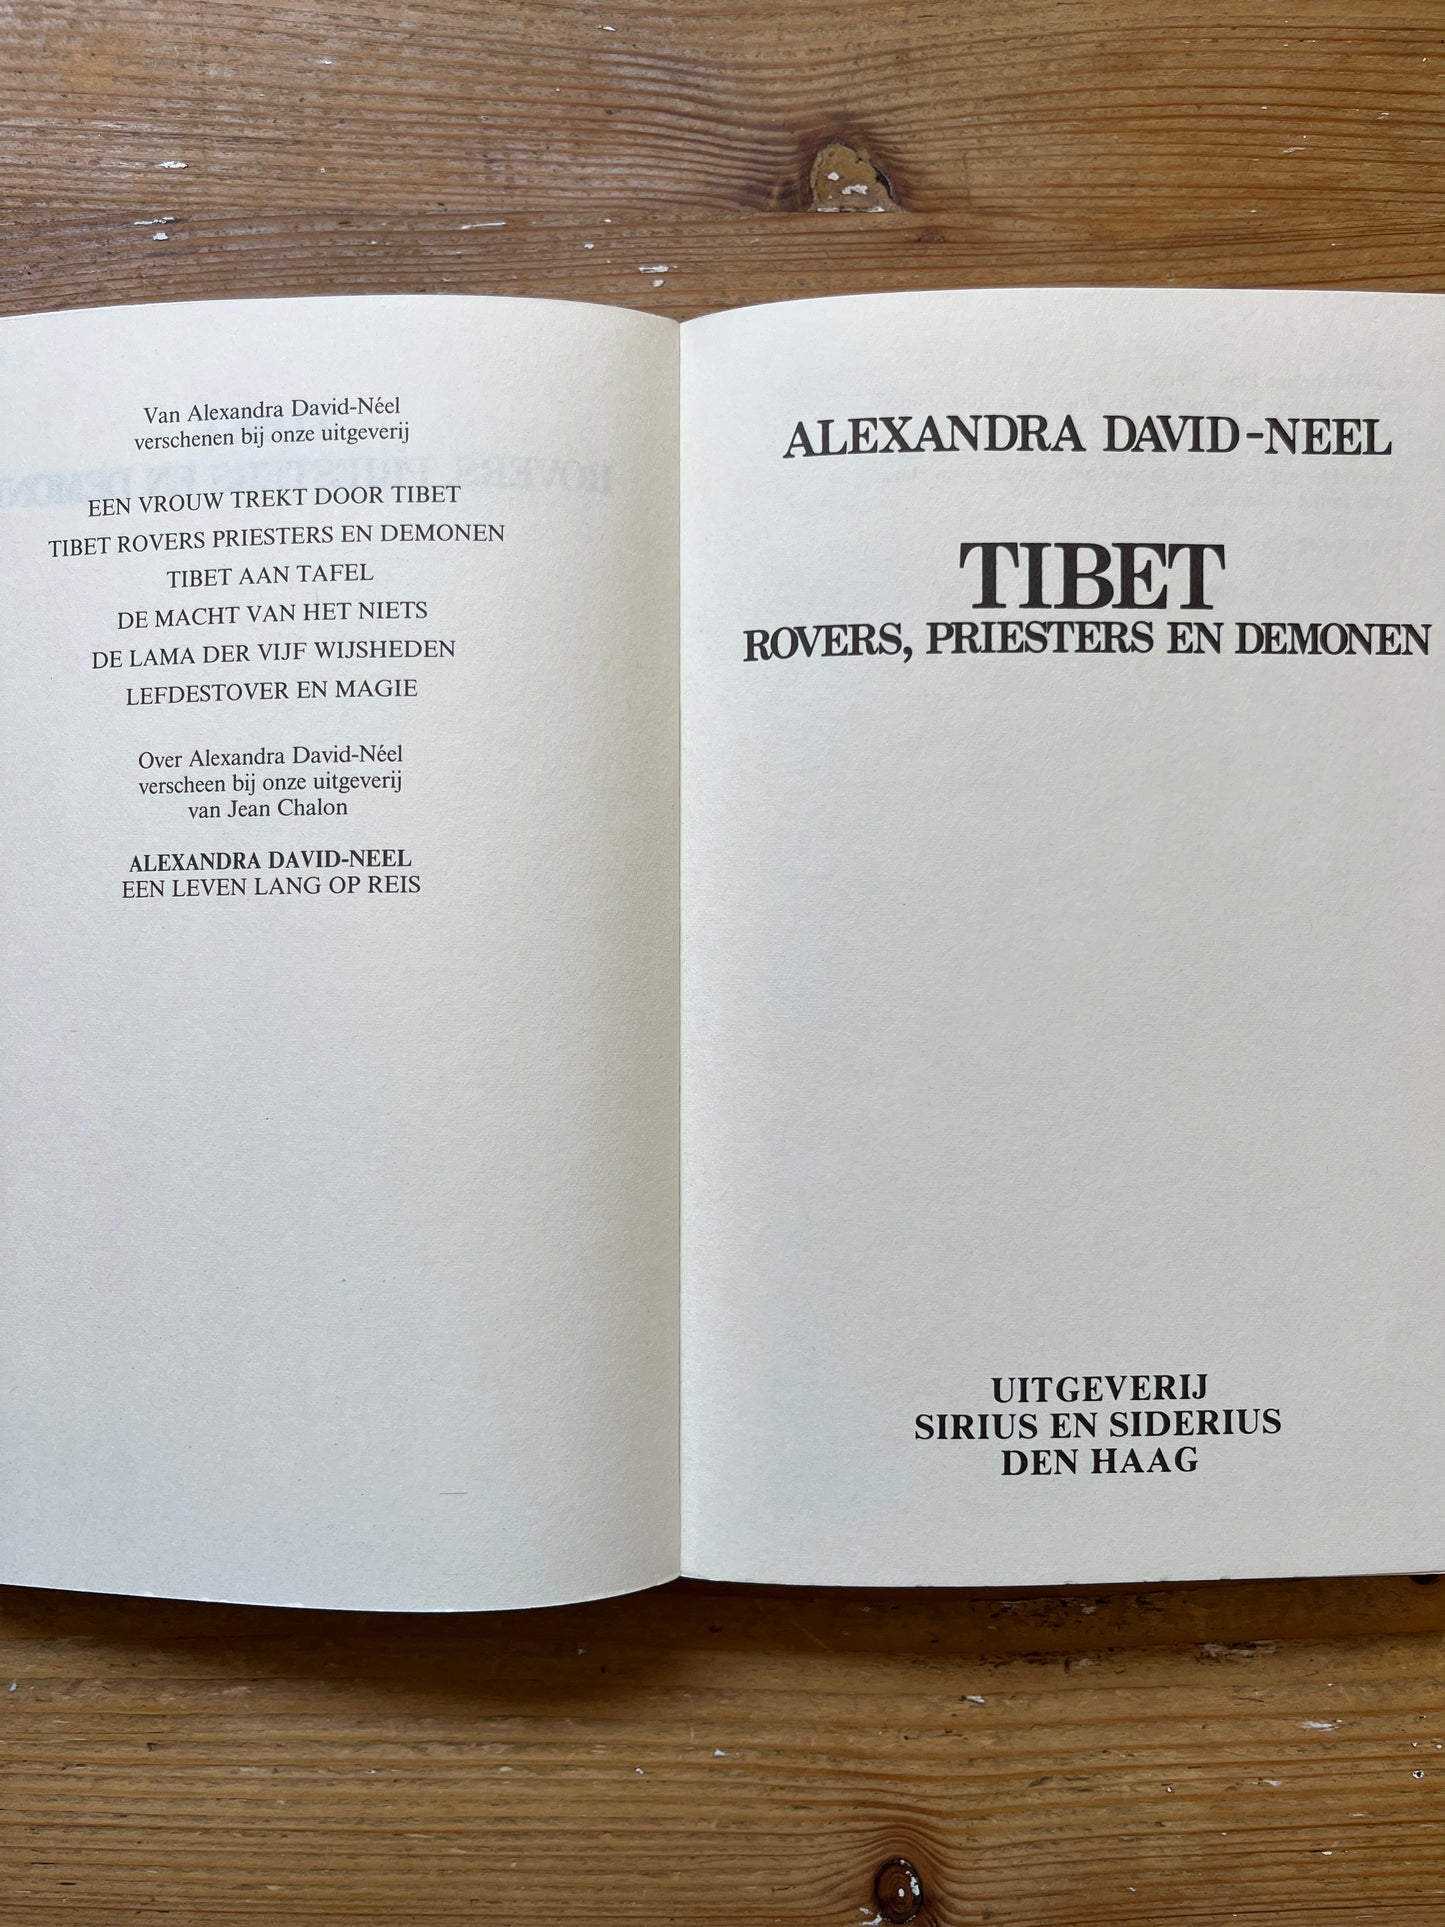 Van Alexandra David-Néel
verschenen bij onze uitgeverij
EEN VROUW TREKT DOOR TIBET
TIBET ROVERS PRIESTERS EN DEMONEN
TIBET AAN TAFEL
DE MACHT VAN HET NIETS
DE LAMA DER VIJF WIJSHEDEN
LEFDESTOVER EN MAGIE
Over Alexandra David-Néel
verscheen bij onze uitgeverij
van Jean Chalon
ALEXANDRA DAVID-NEEL
EEN LEVEN LANG OP REIS
ALEXANDRA DAVID-NEEL
TIBET
ROVERS, PRIESTERS EN DEMONEN
UITGEVERIJ
SIRIUS EN SIDERIUS
DEN HAAG